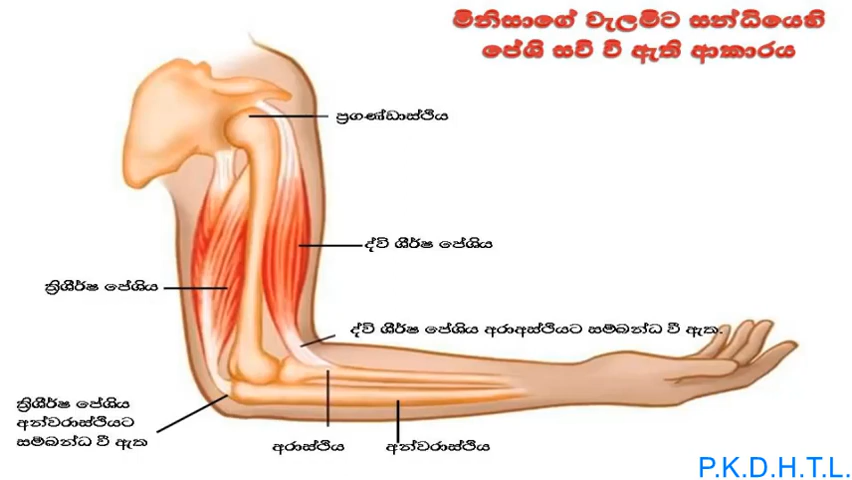 මිනිසාගේ වැලමිට සන්ධියෙහි
පේශි සවි වී ඇති ආකාරය
ප්‍රගණ්ඩාස්ථිය
ද්වි ශීර්ෂ පේශිය
ත්‍රිශීර්ෂ පේශිය
ද්වි ශීර්ෂ පේශිය අරාඅස්ථියට සම්බන්ධ වී ඇත.
ත්‍රිශීර්ෂ පේශිය
අන්වරාස්ථියට
සම්බන්ධ වී ඇත
අරාස්ථිය
අන්වරාස්ථිය
P.K.D.H.T.L.